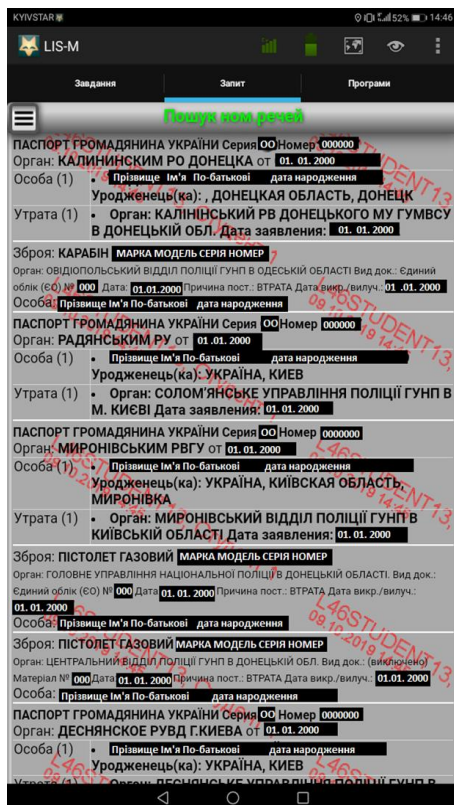 KYIVSTAR 52% 14:46
LIS-M
Завдання Запит Програми
Пошук ном.речей
ПАСПОРТ ГРОМАДЯНИНА УКРАЇНИ Серия ОО Номер 000000
Орган: КАЛИНИНСКИМ РО ДОНЕЦКА от 01. 01. 2000
Особа (1) • Прізвище Ім'я По-батькові дата народження
Уродженець(ка): , ДОНЕЦКАЯ ОБЛАСТЬ, ДОНЕЦК
Утрата (1) • Орган: КАЛІНІНСЬКИЙ РВ ДОНЕЦЬКОГО МУ ГУМВСУ
В ДОНЕЦЬКІЙ ОБЛ. Дата заявления: 01. 01. 2000
Зброя: КАРАБІН МАРКА МОДЕЛЬ СЕРІЯ НОМЕР
Орган: ОВІДІОПОЛЬСЬКИЙ ВІДДІЛ ПОЛІЦІЇ ГУНП В ОДЕСЬКІЙ ОБЛАСТІ Вид док.: Єдиний
облік (ЄО) № 000 Дата: 01.01.2000 Причина пост.: ВТРАТА Дата викр./вилуч.: 01 .01. 2000
Особа: Прізвище Ім'я По-батькові дата народження
ПАСПОРТ ГРОМАДЯНИНА УКРАЇНИ Серия ОО Номер 000000
Орган: РАДЯНСЬКИМ РУ от 01 .01. 2000
Особа (1) • Прізвище Ім'я По-батькові дата народження
Уродженець(ка): УКРАЇНА, КИЕВ
Утрата (1) • Орган: СОЛОМ'ЯНСЬКЕ УПРАВЛІННЯ ПОЛІЦІЇ ГУНП В
М. КИЄВІ Дата заявления: 01. 01. 2000
ПАСПОРТ ГРОМАДЯНИНА УКРАЇНИ Серия ОО Номер 0000000
Орган: МИРОНІВСЬКИМ РВГУ от 01. 01. 2000
Особа (1) • Прізвище Ім'я По-батькові дата народження
Уродженець(ка): УКРАЇНА, КИЇВСКАЯ ОБЛАСТЬ,
МИРОНІВКА
Утрата (1) • Орган: МИРОНІВСЬКИЙ ВІДДІЛ ПОЛІЦІЇ ГУНП В
КИЇВСЬКІЙ ОБЛАСТІ Дата заявления: 01. 01. 2000
Зброя: ПІСТОЛЕТ ГАЗОВИЙ МАРКА МОДЕЛЬ СЕРІЯ НОМЕР
Орган: ГОЛОВНЕ УПРАВЛІННЯ НАЦІОНАЛЬНОЇ ПОЛІЦІЇ В ДОНЕЦЬКІЙ ОБЛАСТІ. Вид док.:
Єдиний облік (ЄО) № 000 Дата 01. 01. 2000 Причина пост.: ВТРАТА Дата викр./вилуч.:
01. 01. 2000
Особа: Прізвище Ім'я По-батькові дата народження
Зброя: ПІСТОЛЕТ ГАЗОВИЙ МАРКА МОДЕЛЬ СЕРІЯ НОМЕР
Орган: ЦЕНТРАЛЬНИЙ ВІДДІЛ ПОЛІЦІЇ ГУНП В ДОНЕЦЬКІЙ ОБЛ. Вид док.: (виключено)
Матеріал № 000 Дата 01. 01. 2000 Причина пост.: ВТРАТА Дата викр./вилуч.: 01.01. 2000
Особа: Прізвище Ім'я По-батькові дата народження
ПАСПОРТ ГРОМАДЯНИНА УКРАЇНИ Серия ОО Номер 0000000
Орган: ДЕСНЯНСКОЕ РУВД Г.КИЕВА от 01. 01. 2000
Особа (1) • Прізвище Ім'я По-батькові дата народження
Уродженець(ка): УКРАЇНА, КИЕВ
Утрата (1) • Орган: ДЕСНЯНСЬКЕ УПРАВЛІННЯ ПОЛІЦІЇ ГУНП В